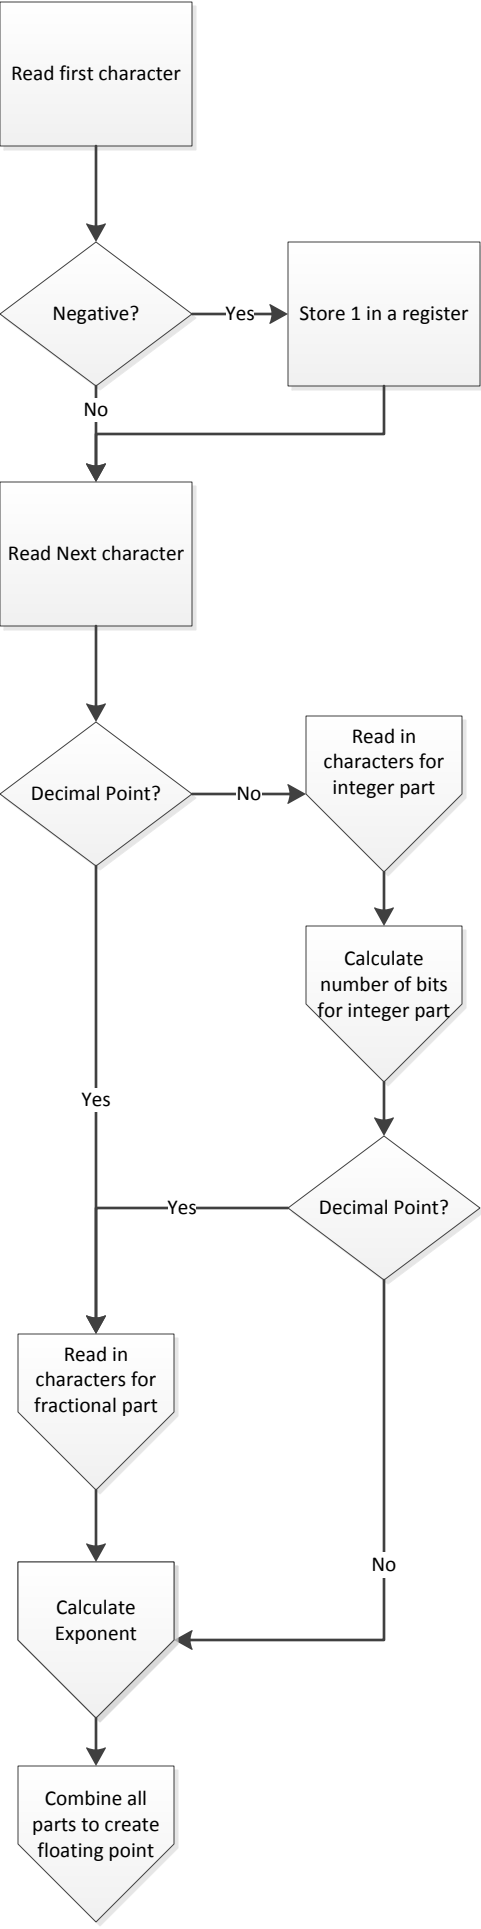 Read first character
Negative?
Yes
Store 1 in a register
No
Read Next character
Decimal Point?
No
Read in
characters for
integer part
Calculate
number of bits
for integer part
Yes
Decimal Point?
Yes
Read in
characters for
fractional part
No
Calculate
Exponent
Combine all
parts to create
floating point